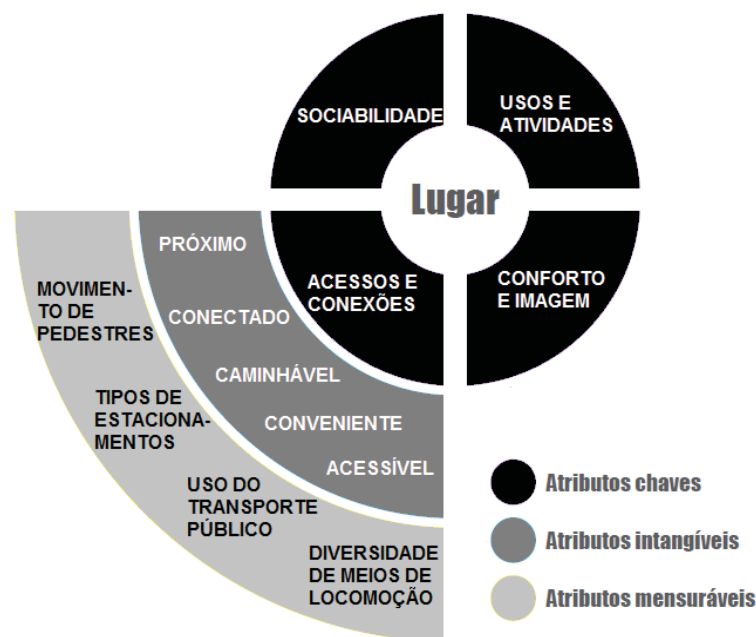 SOCIABILIDADE
USOS E
ATIVIDADES
Lugar
ACESSOS E
CONEXÕES
CONFORTO
E IMAGEM
PRÓXIMO
CONECTADO
CAMINHÁVEL
CONVENIENTE
ACESSÍVEL
MOVIMEN-
TO DE
PEDESTRES
TIPOS DE
ESTACIONA-
MENTOS
USO DO
TRANSPORTE
PÚBLICO
DIVERSIDADE
DE MEIOS DE
LOCOMOÇÃO
Atributos chaves
Atributos intangíveis
Atributos mensuráveis